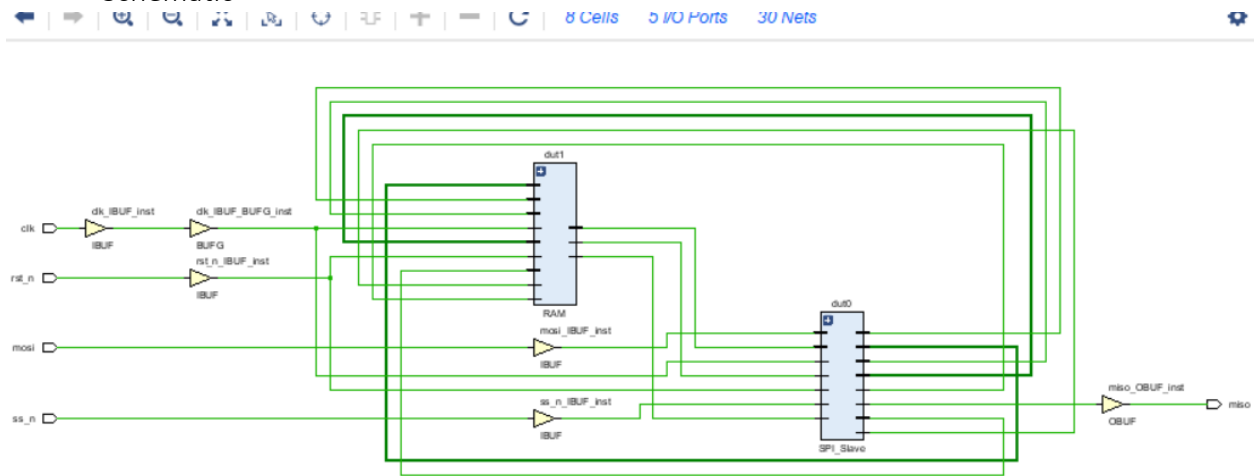 Schematic
8 Cells 5 I/O Ports 30 Nets
dut1
clk_IBUF_inst
clk_IBUF_BUFG_inst
clk
IBUF
BUFG
rst_n_IBUF_inst
rst_n
IBUF
RAM
dut0
mosi_IBUF_inst
mosi
IBUF
ss_n_IBUF_inst
miso_OBUF_inst
ss_n
miso
IBUF
OBUF
SPI_Slave